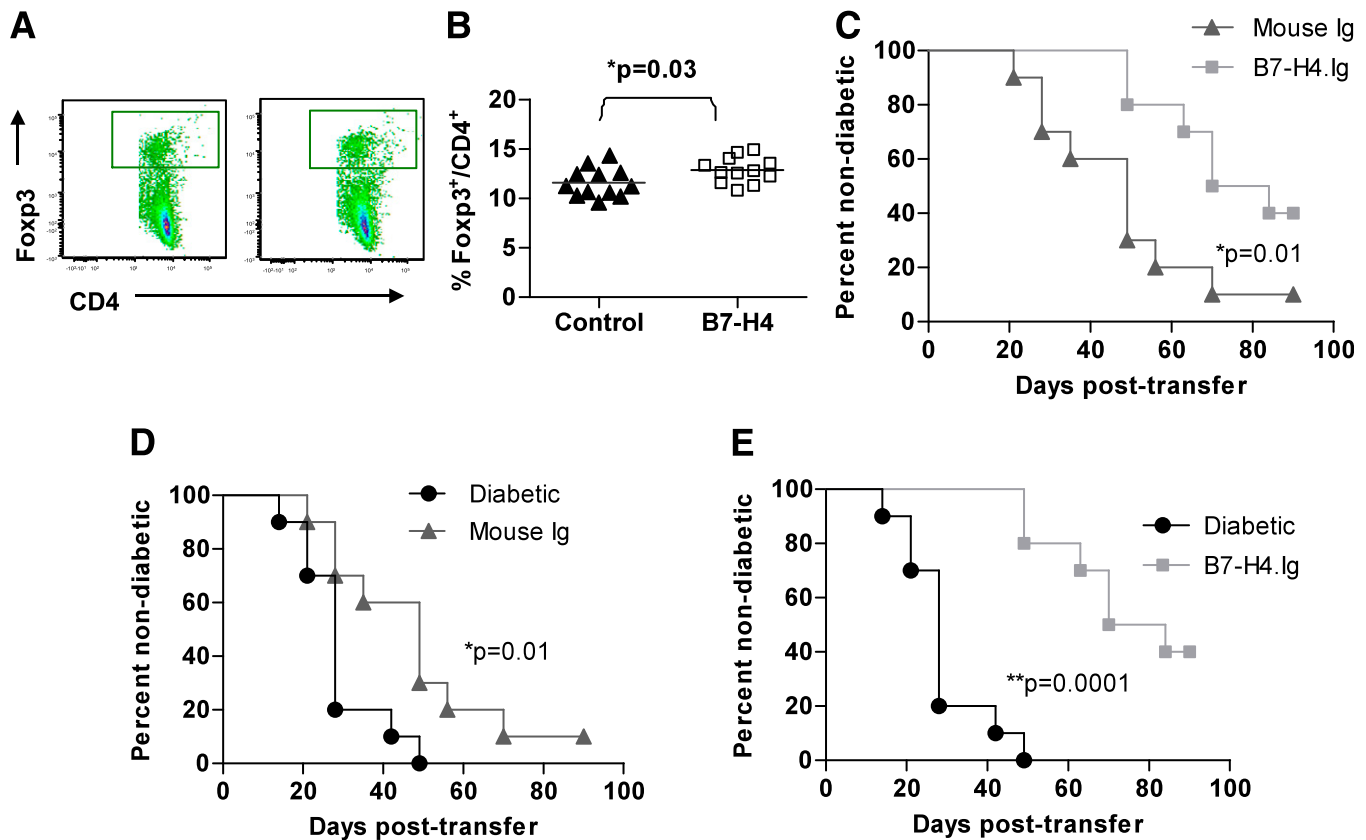 A
B
C
Foxp3
CD4
*p=0.03
% Foxp3⁺/CD4⁺
20
15
10
5
0
Control
B7-H4
Mouse Ig
B7-H4.Ig
Percent non-diabetic
100
80
60
40
20
0
*p=0.01
0 20 40 60 80 100
Days post-transfer
D
E
Diabetic
Mouse Ig
Percent non-diabetic
100
80
60
40
20
0
*p=0.01
0 20 40 60 80 100
Days post-transfer
Diabetic
B7-H4.Ig
Percent non-diabetic
100
80
60
40
20
0
**p=0.0001
0 20 40 60 80 100
Days post-transfer